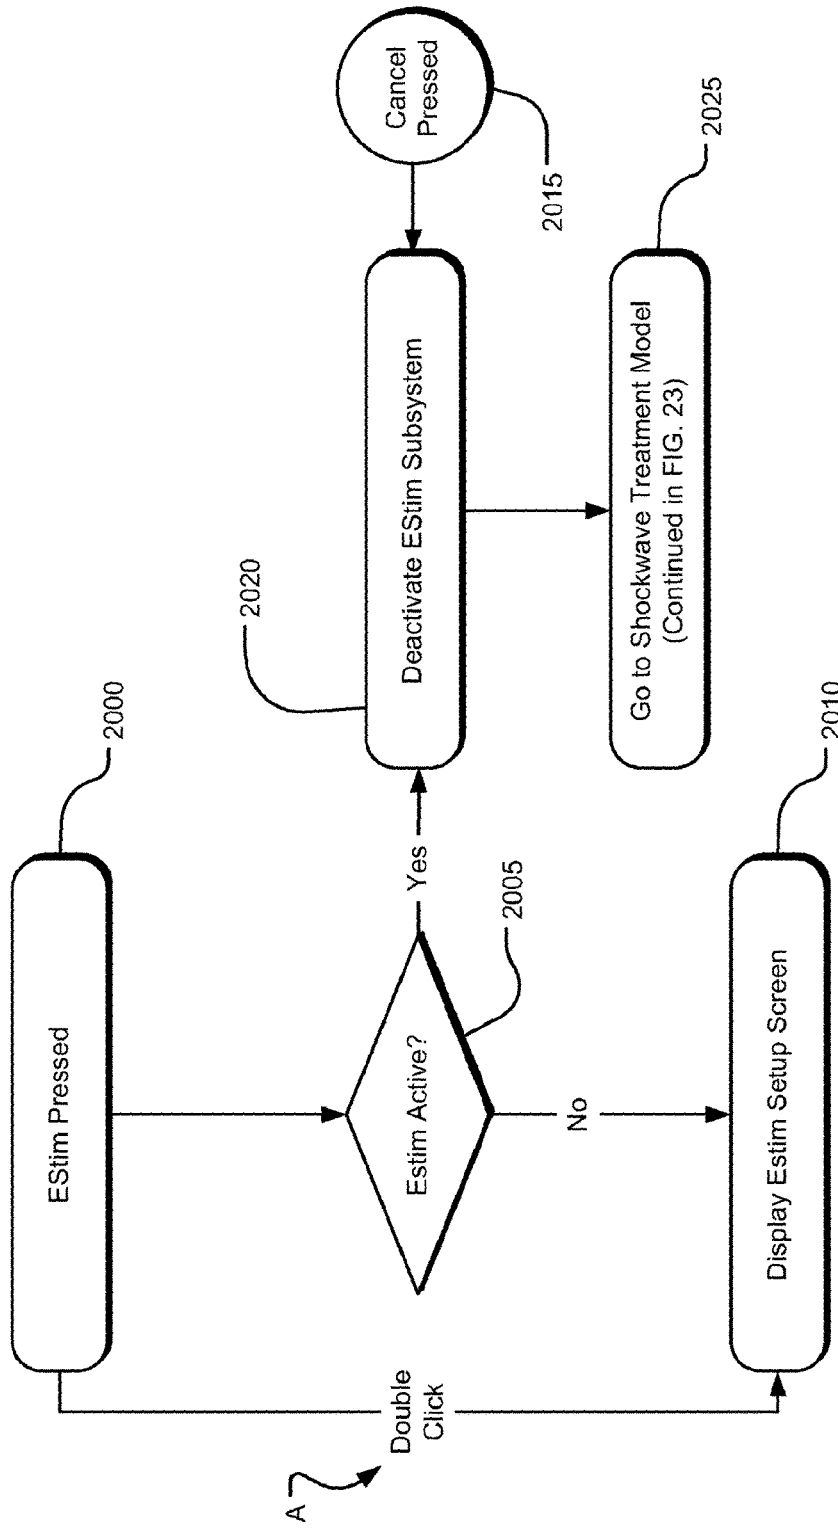 EStim Pressed
2000
A
Double
Click
Estim Active?
2005
Yes
No
Display Estim Setup Screen
2010
Cancel
Pressed
2015
Deactivate EStim Subsystem
2020
Go to Shockwave Treatment Model
(Continued in FIG. 23)
2025